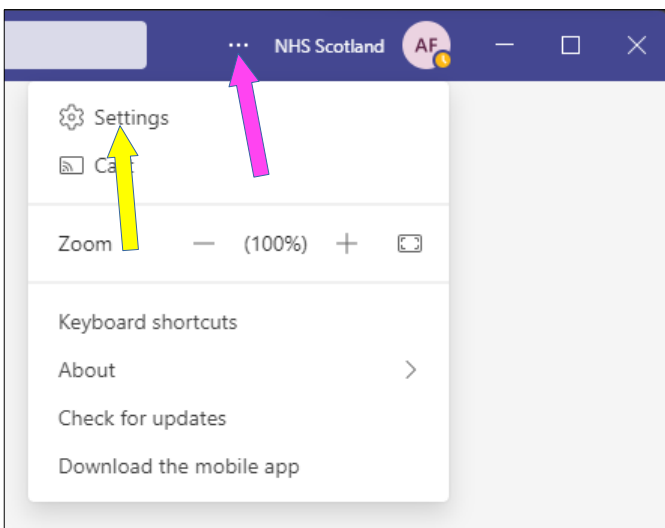 ... NHS Scotland AF
Settings
Zoom — (100%) +
Keyboard shortcuts
About
Check for updates
Download the mobile app